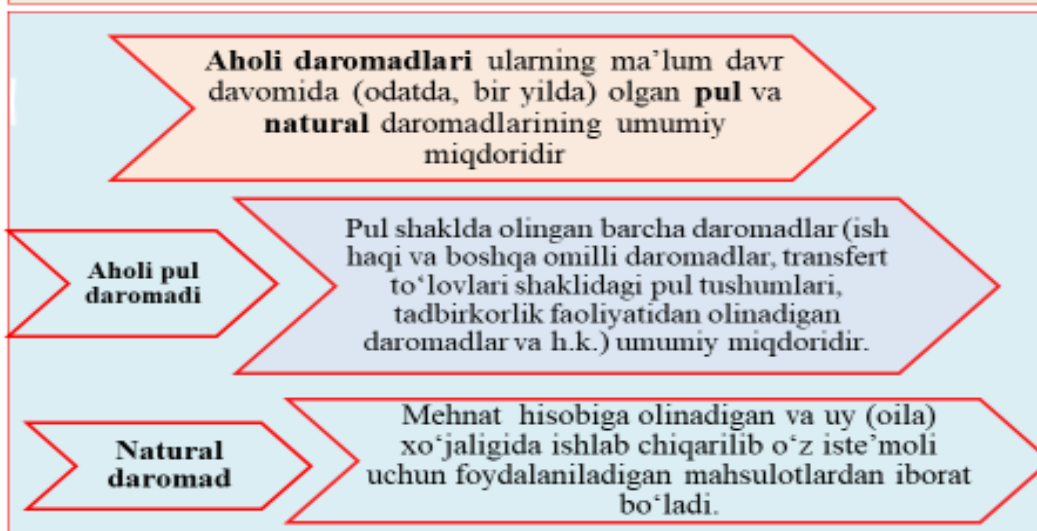 Aholi daromadlari ularning ma’lum davr
davomida (odatda, bir yilda) olgan pul va
natural daromadlarining umumiy
miqdoridir
Aholi pul
daromadi
Pul shaklda olingan barcha daromadlar (ish
haqi va boshqa omilli daromadlar, transfert
to‘lovlari shaklidagi pul tushumlari,
tadbirkorlik faoliyatidan olinadigan
daromadlar va h.k.) umumiy miqdoridir.
Natural
daromad
Mehnat hisobiga olinadigan va uy (oila)
xo‘jaligida ishlab chiqarilib o‘z iste’moli
uchun foydalaniladigan mahsulotlardan iborat
bo‘ladi.